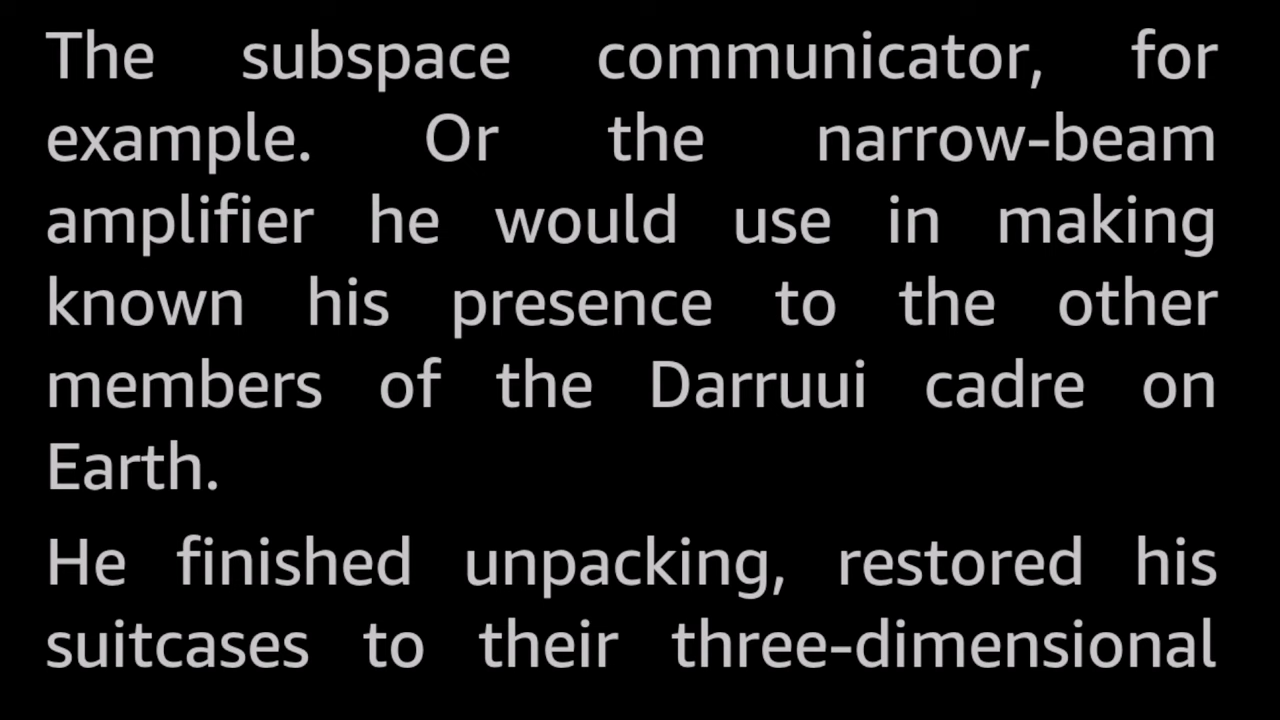 The subspace communicator, for
example. Or the narrow-beam
amplifier he would use in making
known his presence to the other
members of the Darruui cadre on
Earth.
He finished unpacking, restored his
suitcases to their three-dimensional